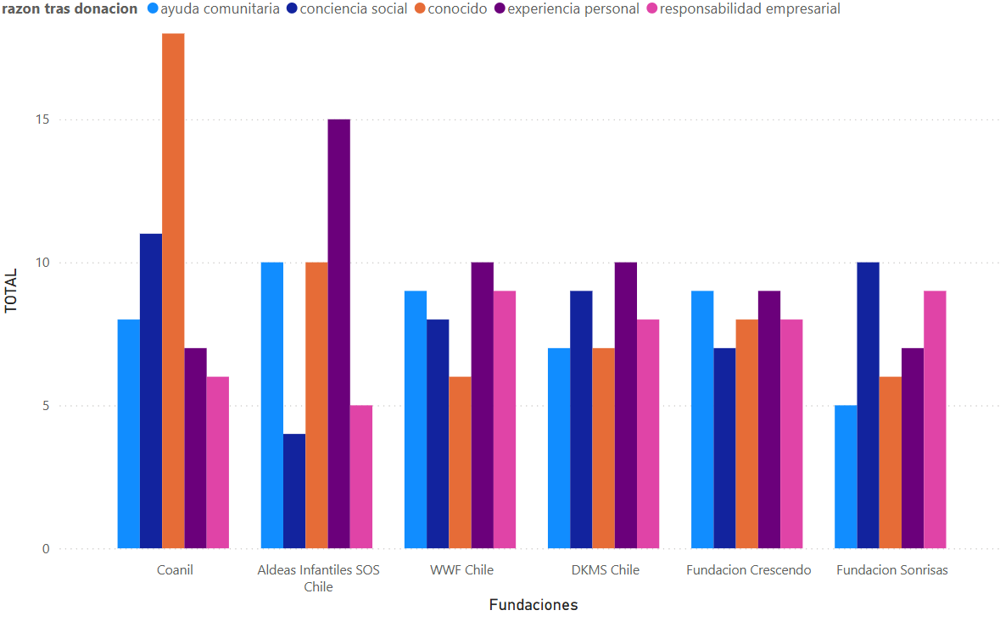 razon tras donacion ayuda comunitaria conciencia social conocido experiencia personal responsabilidad empresarial
15
10
5
0
TOTAL
Coanil Aldeas Infantiles SOS WWF Chile DKMS Chile Fundacion Crescendo Fundacion Sonrisas
Chile
Fundaciones